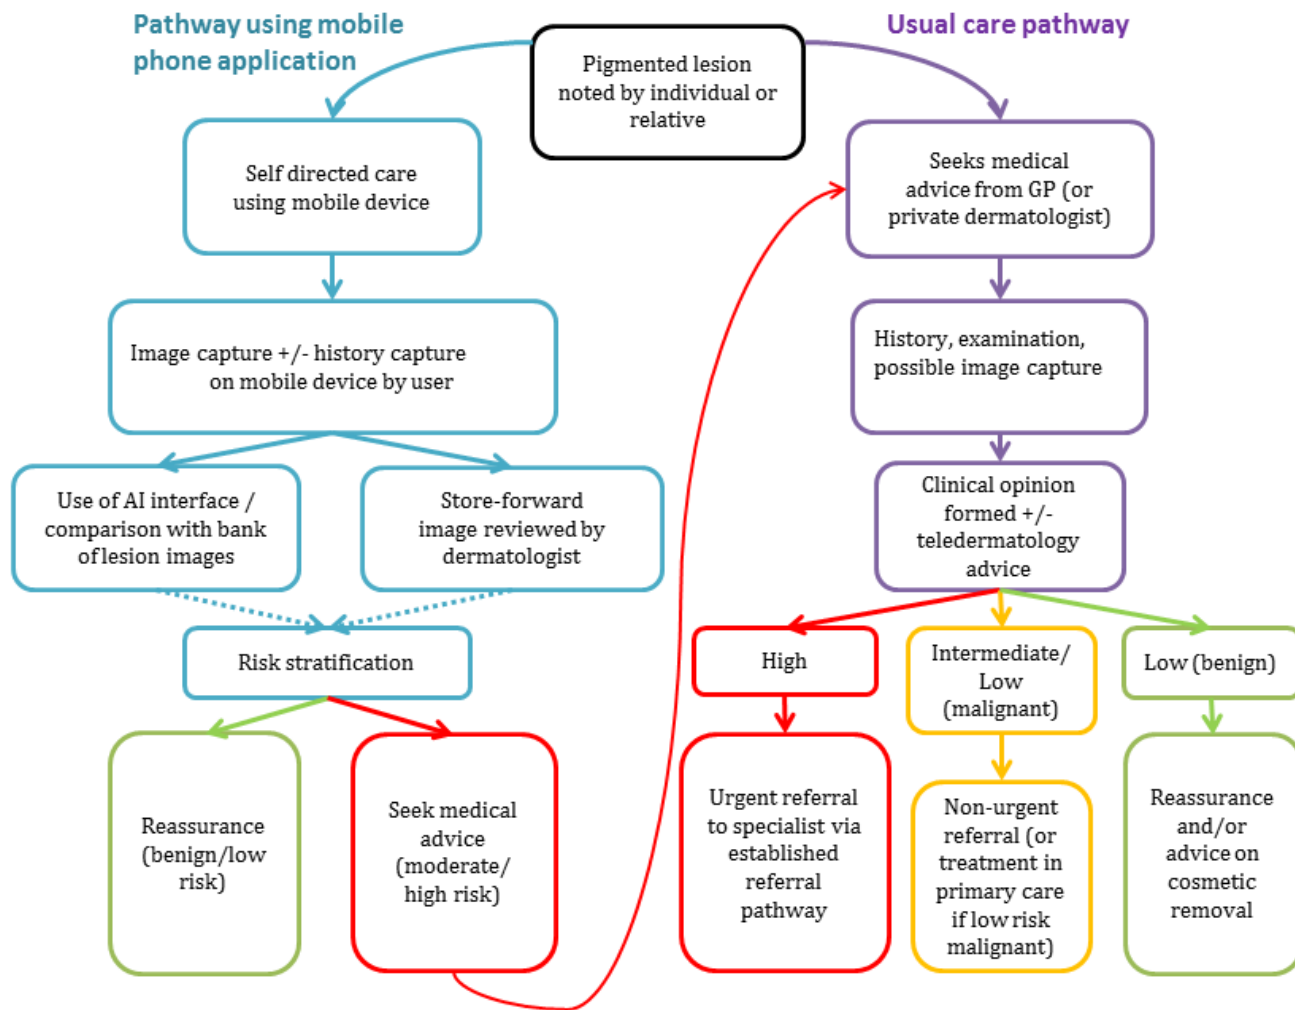 Pathway using mobile
phone application
Usual care pathway
Pigmented lesion
noted by individual or
relative
Self directed care
using mobile device
Seeks medical
advice from GP (or
private dermatologist)
Image capture +/- history capture
on mobile device by user
History, examination,
possible image capture
Use of AI interface /
comparison with bank
of lesion images
Store-forward
image reviewed by
dermatologist
Clinical opinion
formed +/-
teledermatology
advice
Risk stratification
High
Intermediate/
Low
(malignant)
Low (benign)
Reassurance
(benign/low
risk)
Seek medical
advice
(moderate/
high risk)
Urgent referral
to specialist via
established
referral
pathway
Non-urgent
referral (or
treatment in
primary care
if low risk
malignant)
Reassurance
and/or
advice on
cosmetic
removal